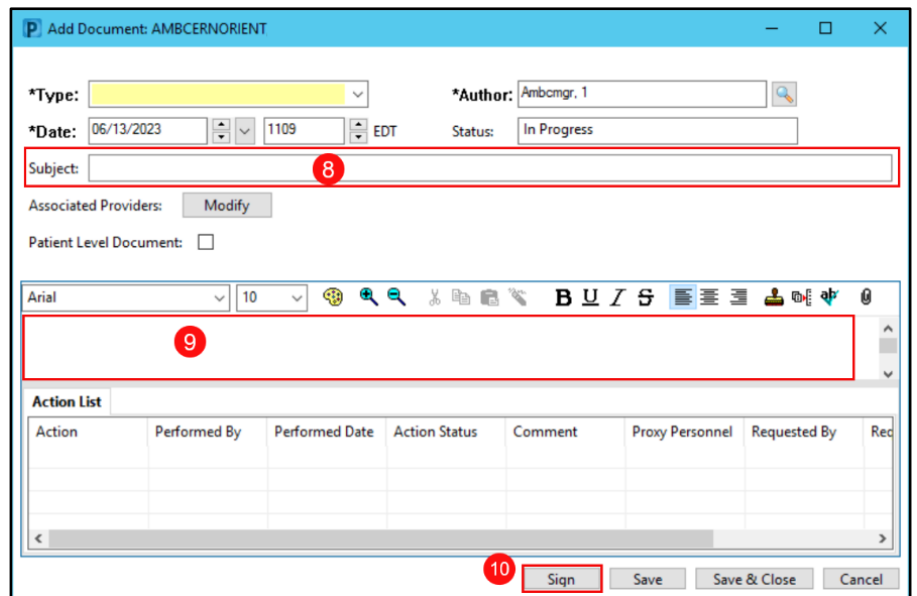 P Add Document: AMBCERNORIENT
*Type: *Author: Ambcmgr, 1
*Date: 06/13/2023 1109 EDT Status: In Progress
Subject: 8
Associated Providers: Modify
Patient Level Document:
Arial 10 B U I S ab
9
Action List
Action Performed By Performed Date Action Status Comment Proxy Personnel Requested By Rec
10 Sign Save Save & Close Cancel